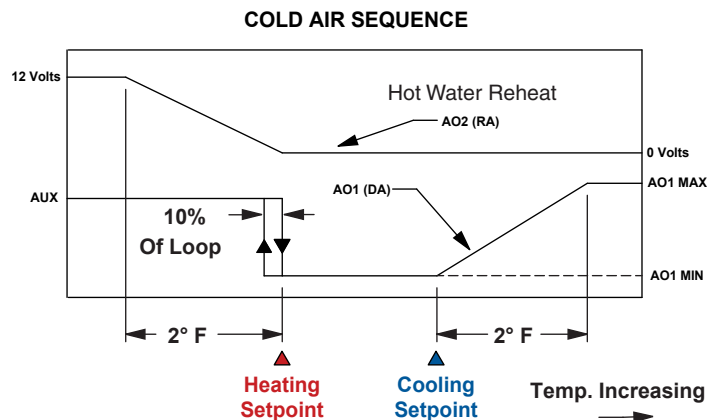 COLD AIR SEQUENCE
12 Volts
Hot Water Reheat
AO2 (RA)
0 Volts
AUX
AO1 (DA)
AO1 MAX
10%
Of Loop
AO1 MIN
2° F
2° F
Heating
Setpoint
Cooling
Setpoint
Temp. Increasing